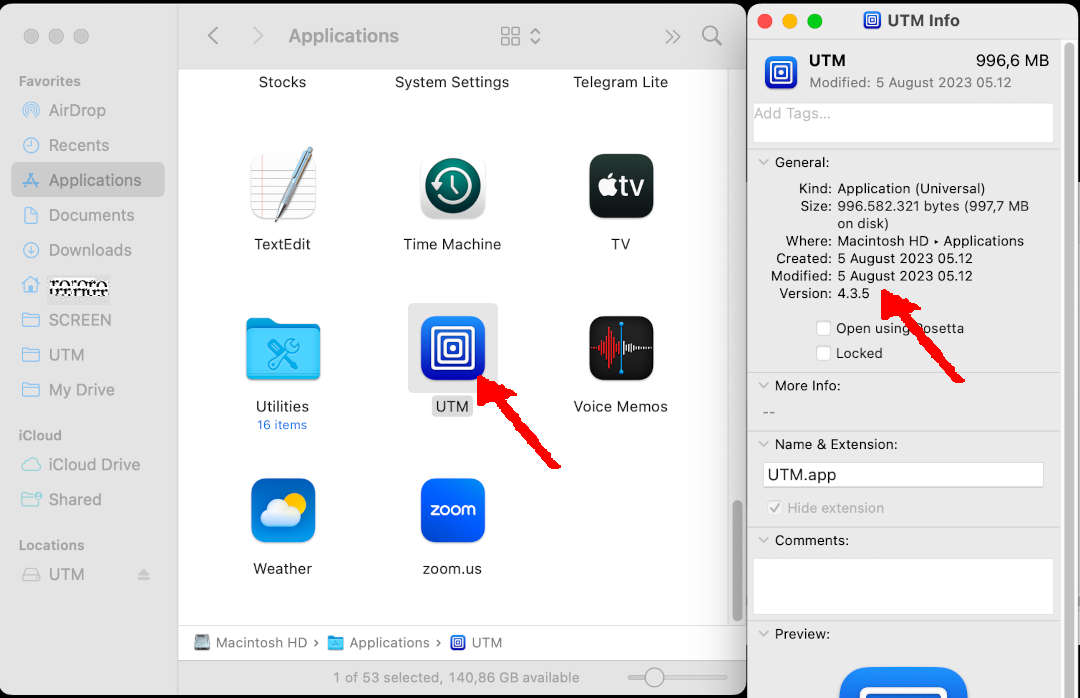 Applications
Favorites
AirDrop
Recents
Applications
Documents
Downloads
SCREEN
UTM
My Drive
iCloud
iCloud Drive
Shared
Locations
UTM
Stocks
System Settings
Telegram Lite
TextEdit
Time Machine
tv
TV
Utilities
16 items
UTM
Voice Memos
zoom
Weather
zoom.us
Macintosh HD › Applications › UTM
1 of 53 selected, 140,86 GB available
UTM Info
UTM 996,6 MB
Modified: 5 August 2023 05.12
Add Tags...
General:
Kind: Application (Universal)
Size: 996.582.321 bytes (997,7 MB
on disk)
Where: Macintosh HD ▸ Applications
Created: 5 August 2023 05.12
Modified: 5 August 2023 05.12
Version: 4.3.5
Open using Rosetta
Locked
More Info:
--
Name & Extension:
UTM.app
Hide extension
Comments:
Preview: